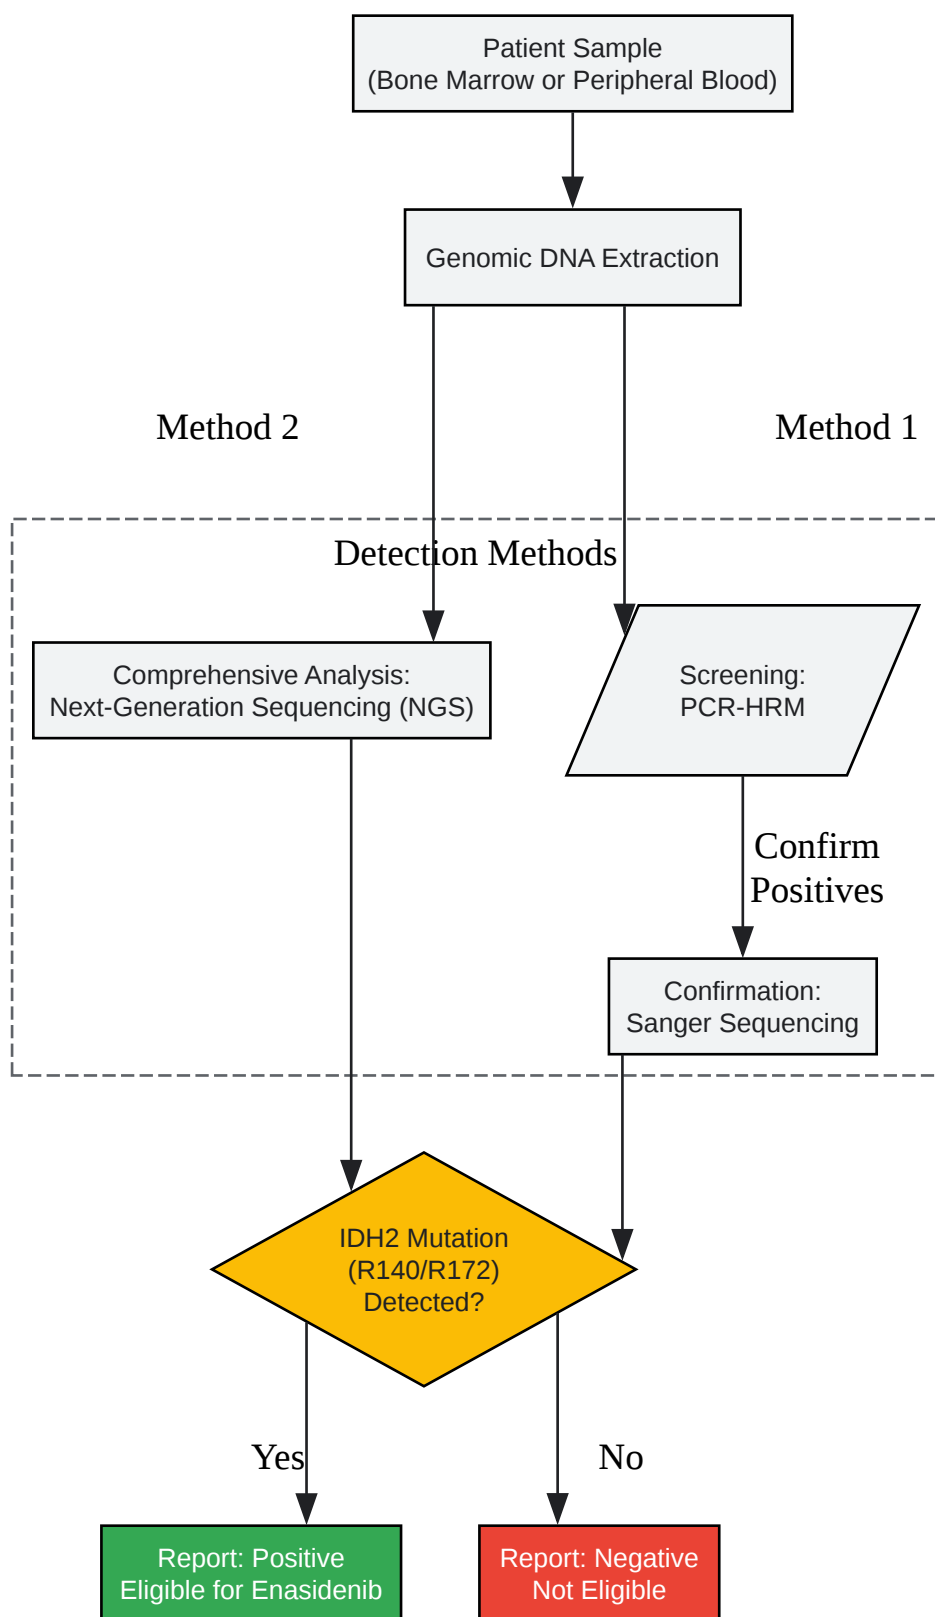 Patient Sample
(Bone Marrow or Peripheral Blood)
Genomic DNA Extraction
Method 2
Method 1
Detection Methods
Comprehensive Analysis:
Next-Generation Sequencing (NGS)
Screening:
PCR-HRM
Confirm
Positives
Confirmation:
Sanger Sequencing
IDH2 Mutation
(R140/R172)
Detected?
Yes
No
Report: Positive
Eligible for Enasidenib
Report: Negative
Not Eligible